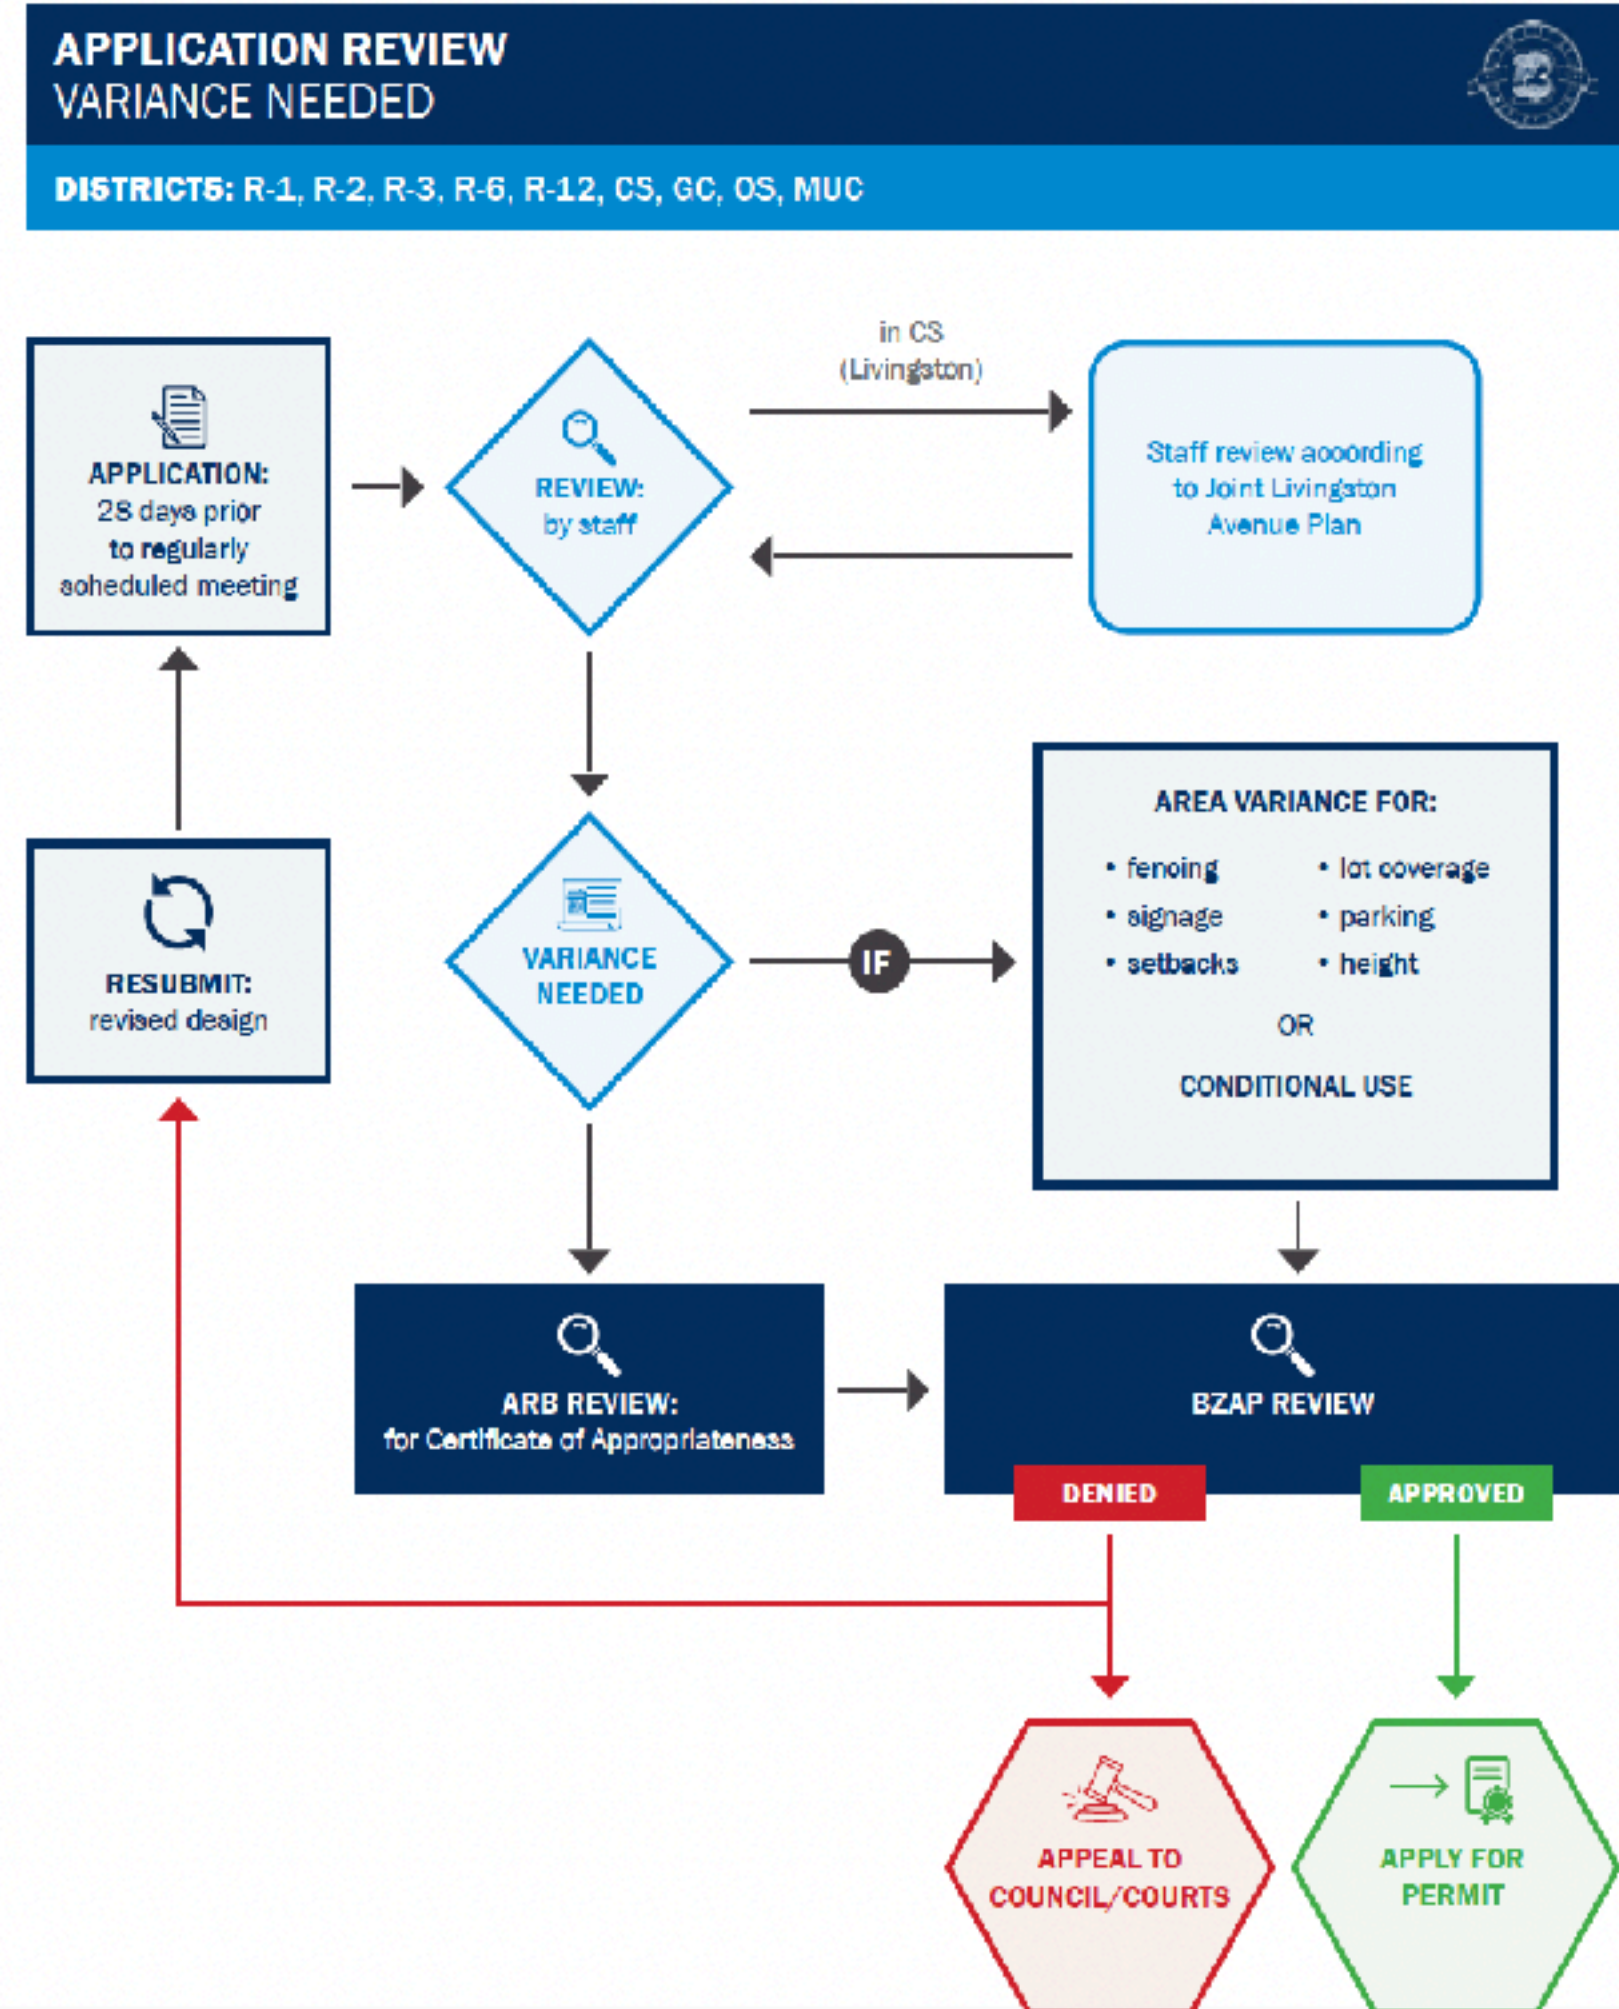 APPLICATION REVIEW
VARIANCE NEEDED
DISTRICTS: R-1, R-2, R-3, R-6, R-12, CS, GC, OS, MUC
in CS
(Livingston)
APPLICATION:
28 days prior
to regularly
scheduled meeting
REVIEW:
by staff
Staff review according
to Joint Livingston
Avenue Plan
RESUBMIT:
revised design
VARIANCE
NEEDED
IF
AREA VARIANCE FOR:
• fencing
• signage
• setbacks
• lot coverage
• parking
• height
OR
CONDITIONAL USE
ARB REVIEW:
for Certificate of Appropriateness
BZAP REVIEW
DENIED
APPROVED
APPEAL TO
COUNCIL/COURTS
APPLY FOR
PERMIT